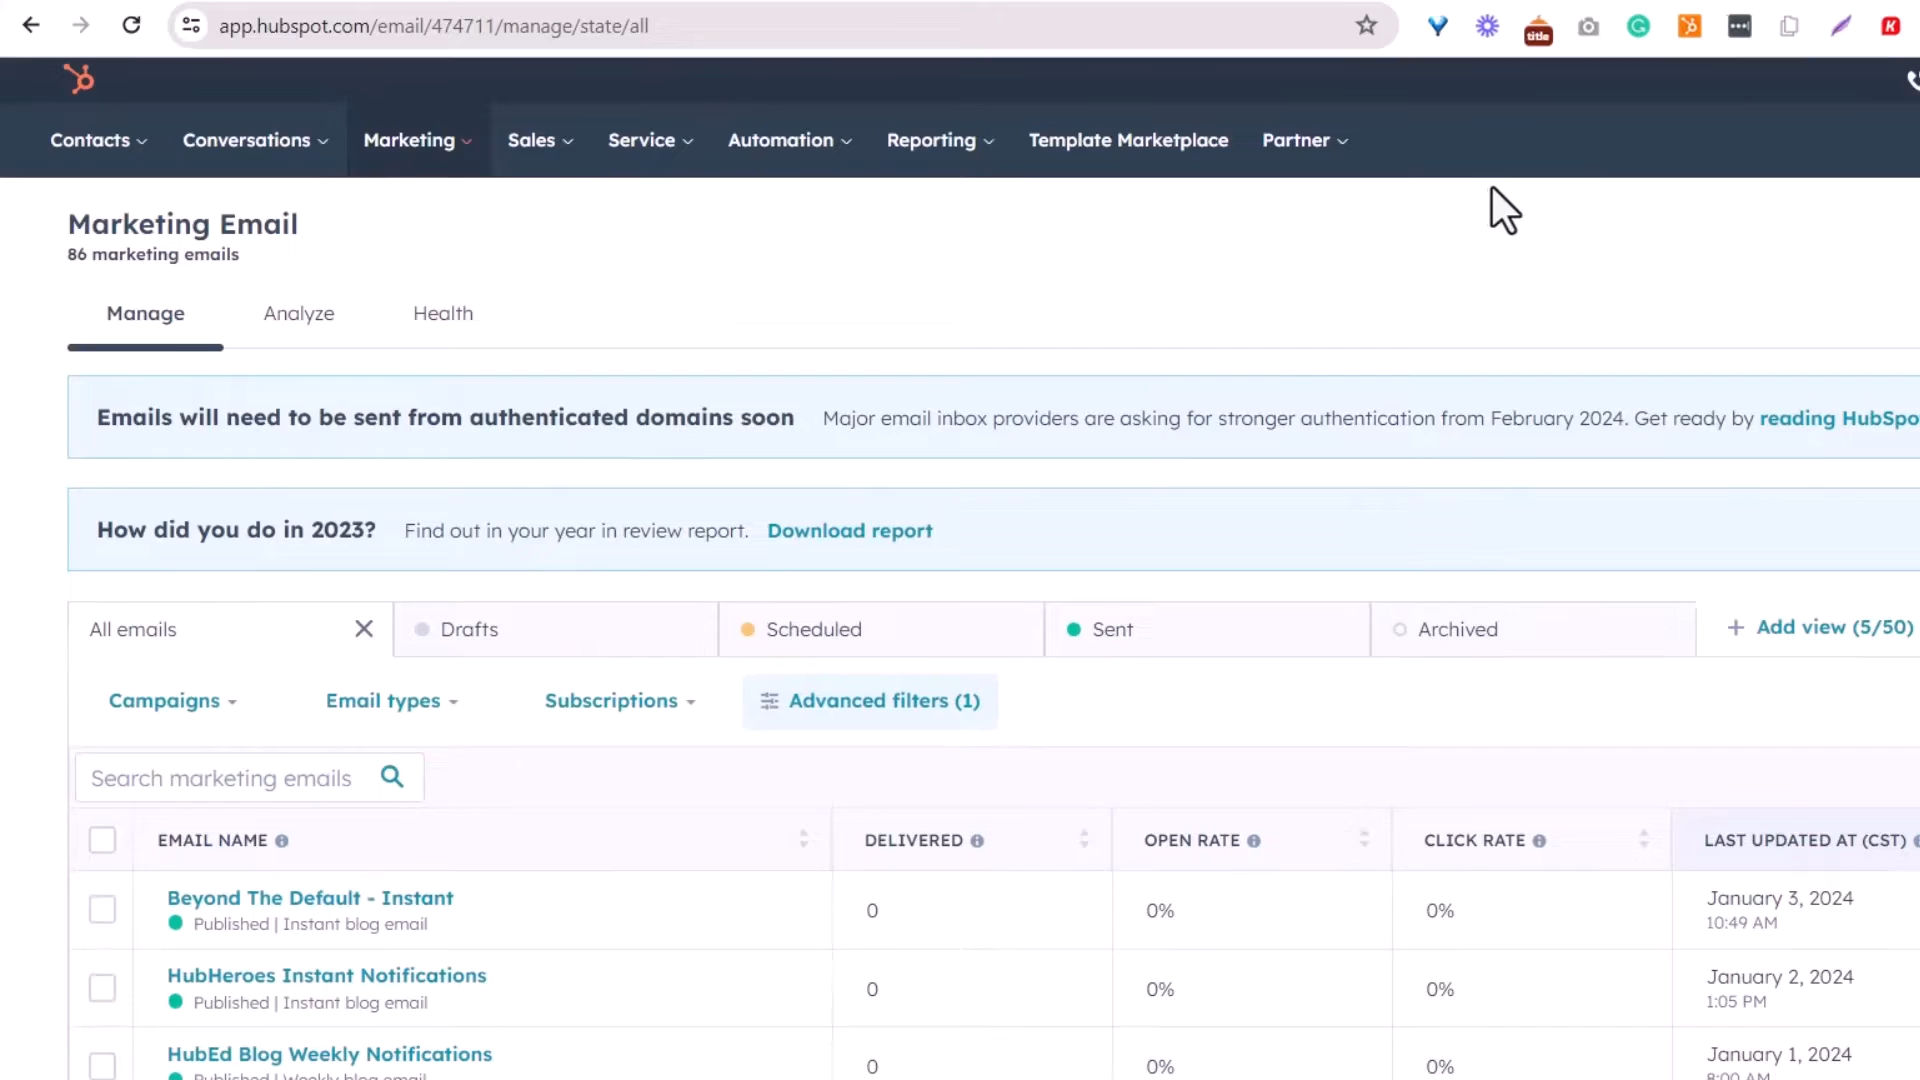 app.hubspot.com/email/474711/manage/state/all
title
Contacts
Conversations
Marketing
Sales
Service
Automation
Reporting
Template Marketplace
Partner
Marketing Email
86 marketing emails
Manage
Analyze
Health
Emails will need to be sent from authenticated domains soon Major email inbox providers are asking for stronger authentication from February 2024. Get ready by reading HubSpo
How did you do in 2023? Find out in your year in review report. Download report
All emails
Drafts
Scheduled
Sent
Archived
+ Add view (5/50)
Campaigns
Email types
Subscriptions
Advanced filters (1)
Search marketing emails
EMAIL NAME
DELIVERED
OPEN RATE
CLICK RATE
LAST UPDATED AT (CST)
Beyond The Default - Instant
Published | Instant blog email
0
0%
0%
January 3, 2024
10:49 AM
HubHeroes Instant Notifications
Published | Instant blog email
0
0%
0%
January 2, 2024
1:05 PM
HubEd Blog Weekly Notifications
Published | Weekly blog email
0
0%
0%
January 1, 2024
8:00 AM